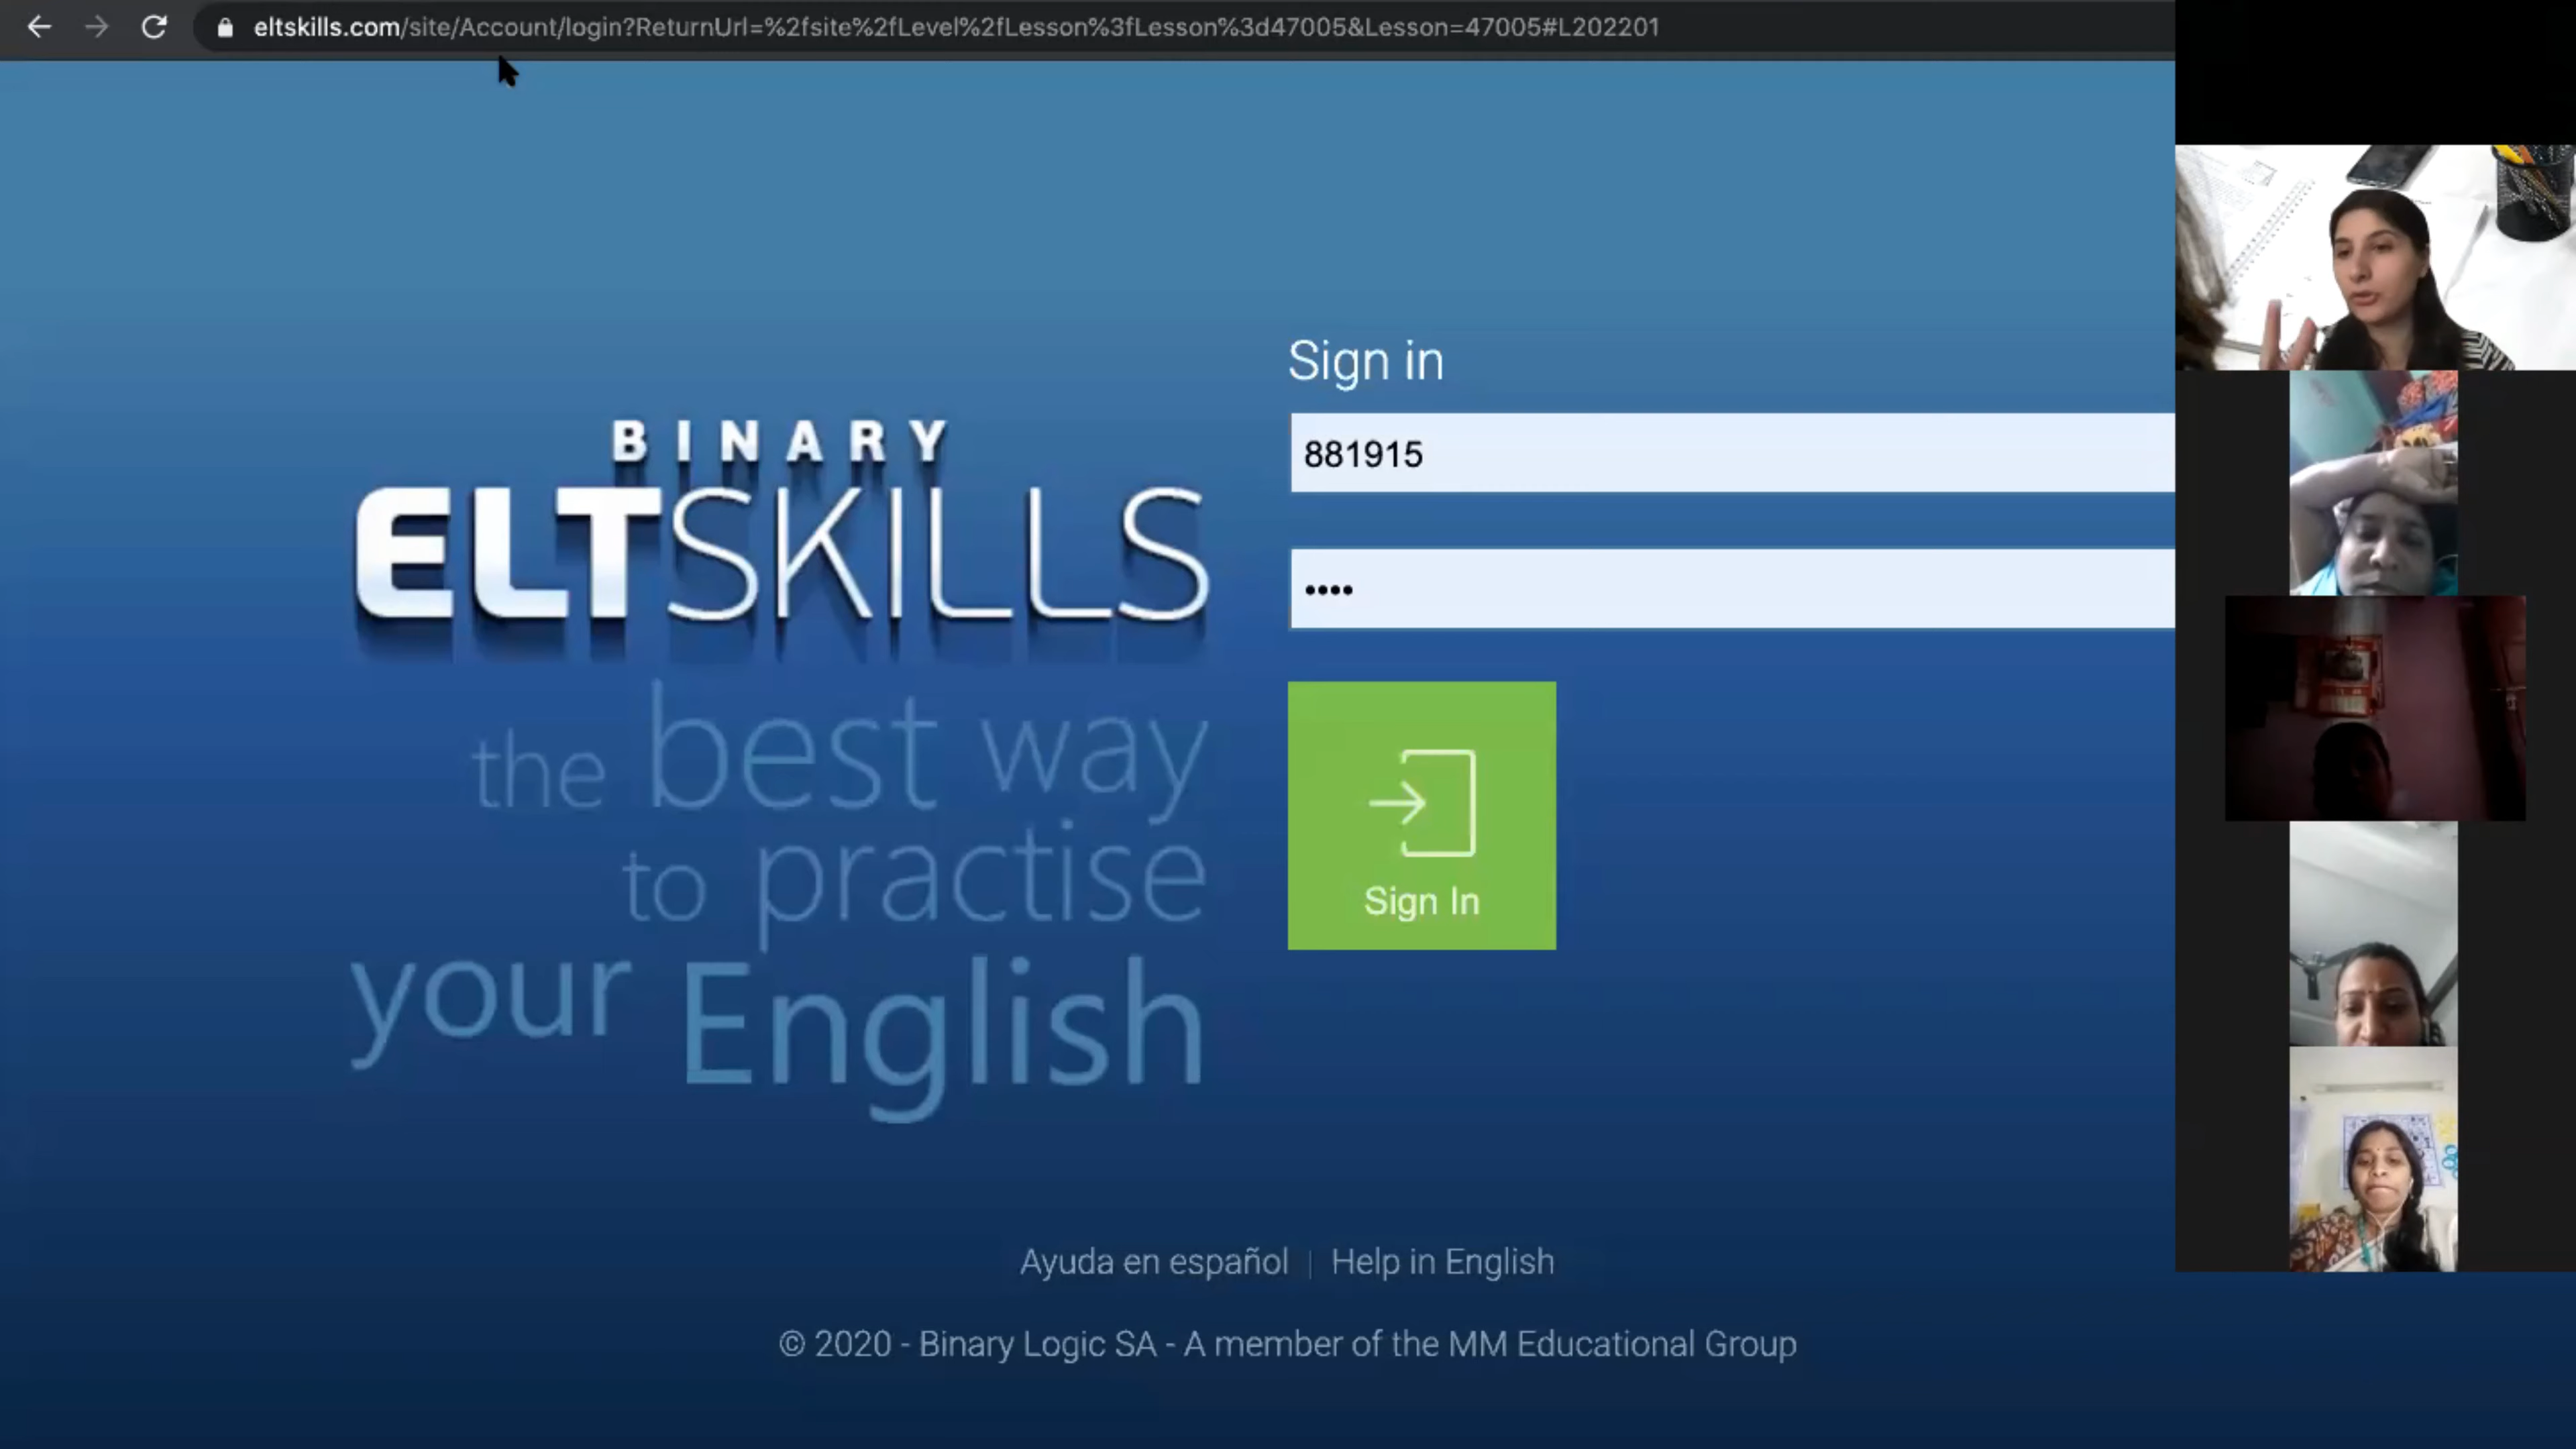 eltskills.com/site/Account/login?ReturnUrl=%2fsite%2fLevel%2fLesson%3fLesson%3d47005&Lesson=47005#L202201
BINARY
ELTSKILLS
the best way
to practise
your English
Sign in
881915
••••
Sign In
Ayuda en español | Help in English
© 2020 - Binary Logic SA - A member of the MM Educational Group